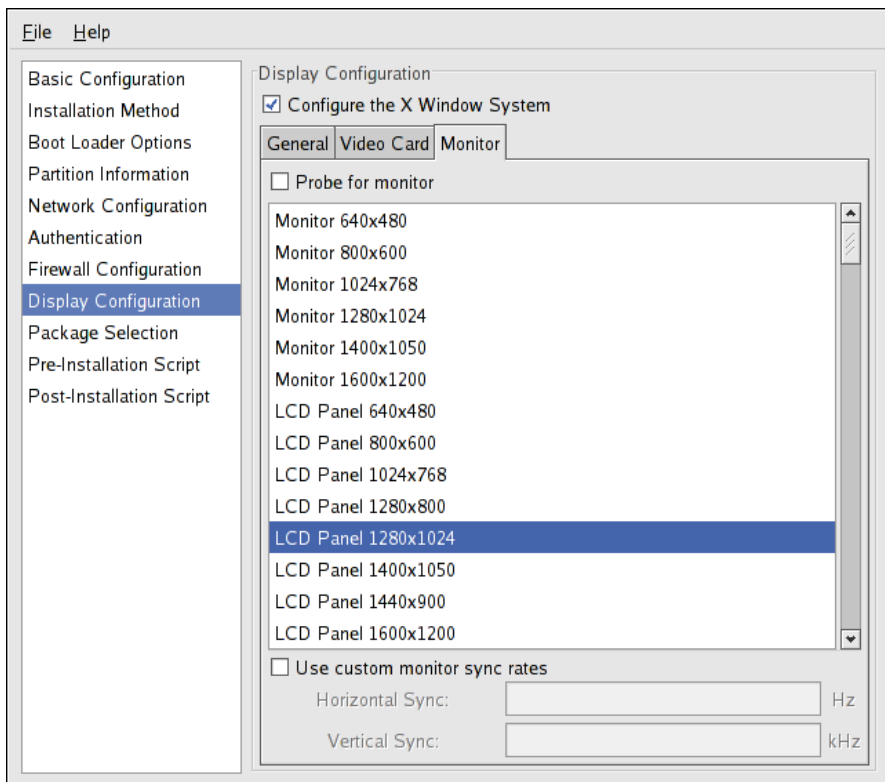 File Help
Basic Configuration
Installation Method
Boot Loader Options
Partition Information
Network Configuration
Authentication
Firewall Configuration
Display Configuration
Package Selection
Pre-Installation Script
Post-Installation Script
Display Configuration
Configure the X Window System
General Video Card Monitor
Probe for monitor
Monitor 640x480
Monitor 800x600
Monitor 1024x768
Monitor 1280x1024
Monitor 1400x1050
Monitor 1600x1200
LCD Panel 640x480
LCD Panel 800x600
LCD Panel 1024x768
LCD Panel 1280x800
LCD Panel 1280x1024
LCD Panel 1400x1050
LCD Panel 1440x900
LCD Panel 1600x1200
Use custom monitor sync rates
Horizontal Sync: Hz
Vertical Sync: kHz